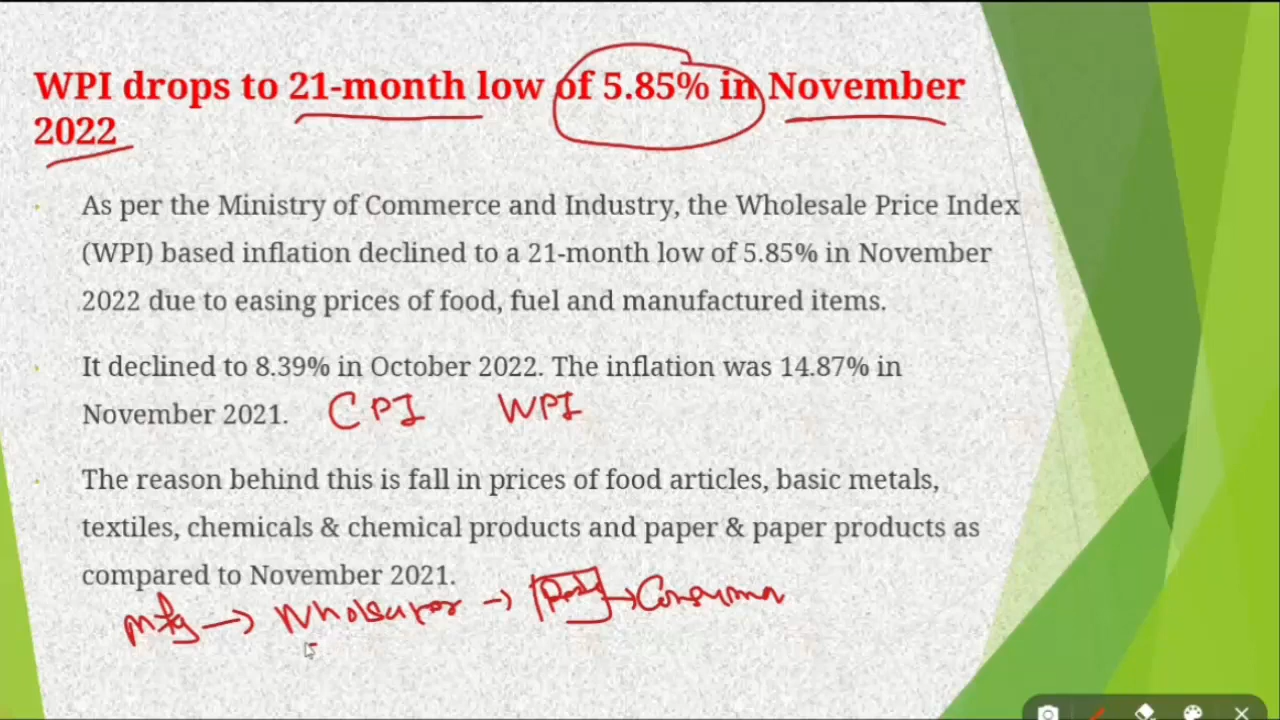 WPI drops to 21-month low of 5.85% in November
2022
As per the Ministry of Commerce and Industry, the Wholesale Price Index
(WPI) based inflation declined to a 21-month low of 5.85% in November
2022 due to easing prices of food, fuel and manufactured items.
It declined to 8.39% in October 2022. The inflation was 14.87% in
November 2021. CPI WPI
The reason behind this is fall in prices of food articles, basic metals,
textiles, chemicals & chemical products and paper & paper products as
compared to November 2021.
mfg → → →